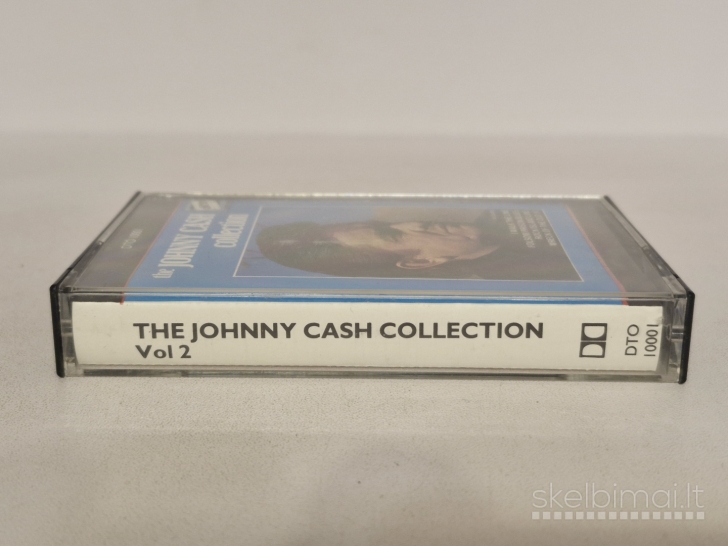 the JOHNNY CASH
collection
THE JOHNNY CASH COLLECTION
Vol 2
DTO
10001
skelbimai.lt